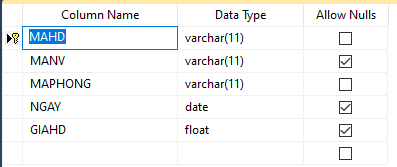 Column Name Data Type Allow Nulls
MAHD varchar(11)
MANV varchar(11)
MAPHONG varchar(11)
NGAY date
GIAHD float